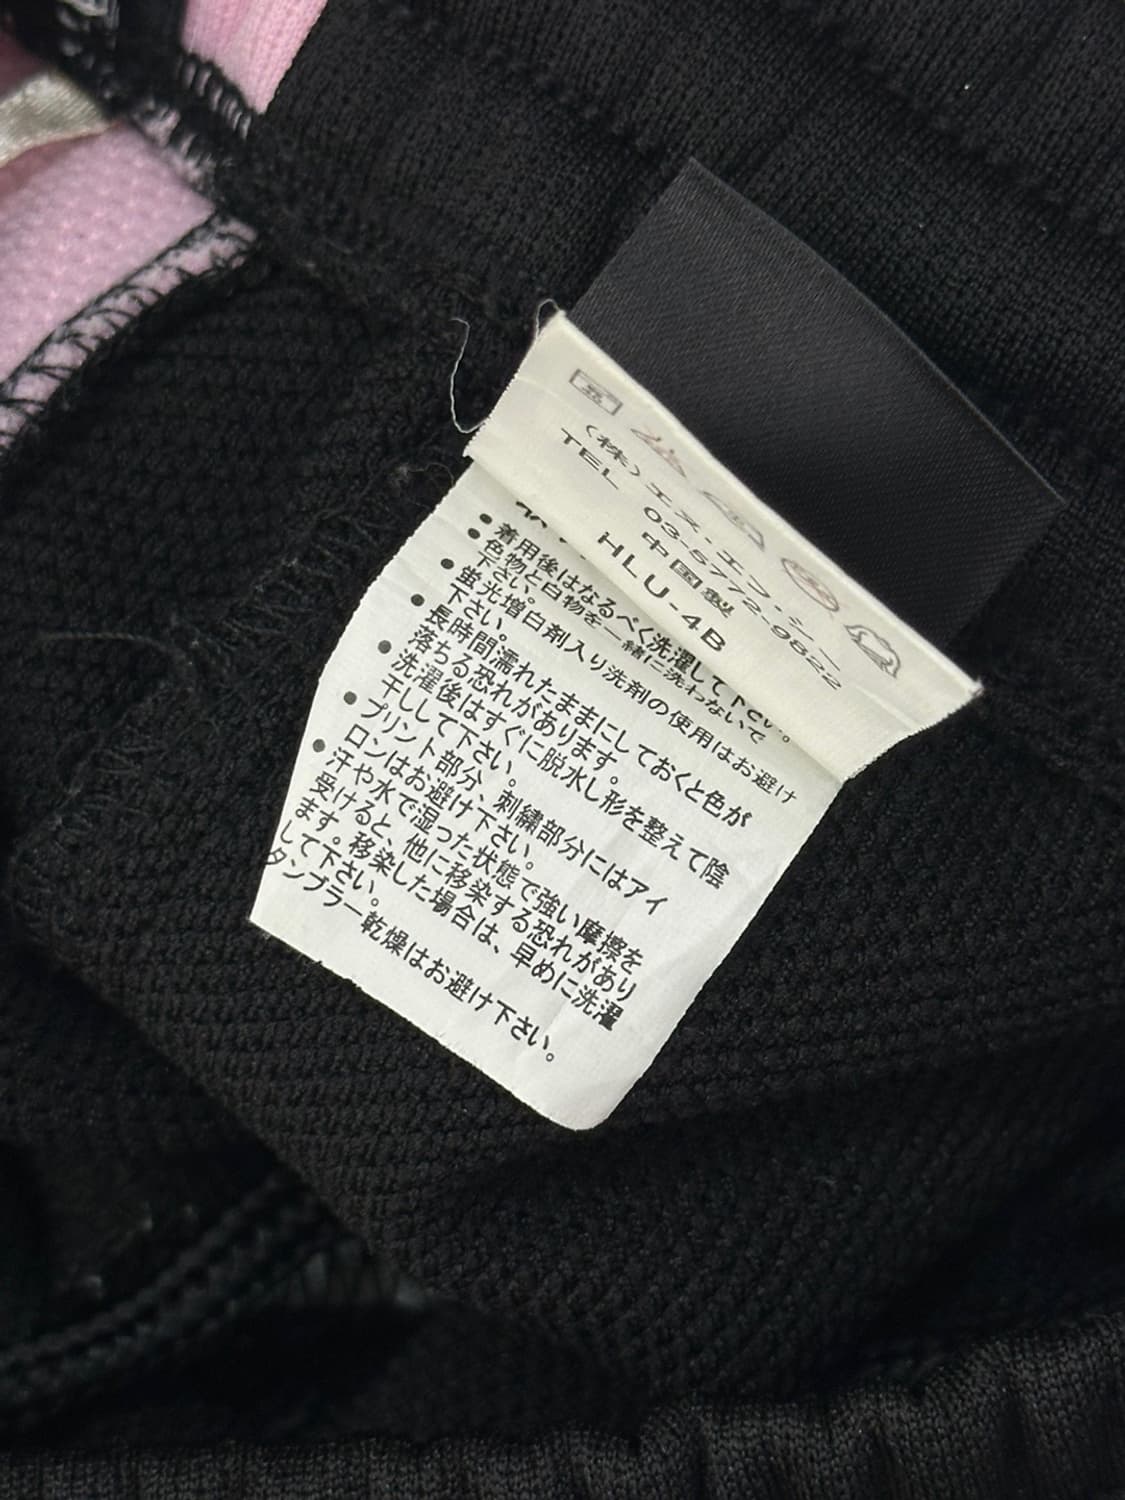 (株)エス・エフ・シー
TEL 03-5772-9822
中国製
HLU-4B
●着用後はなるべく洗濯して下さい。
●色物と白物を一緒に洗わないで
下さい。
●蛍光増白剤入り洗剤の使用はお避け
下さい。
●長時間濡れたままにしておくと色が
落ちる恐れがあります。
●洗濯後はすぐに脱水し形を整えて陰
干しして下さい。
●プリント部分、刺繍部分にはアイ
ロンはお避け下さい。
●汗や水で湿った状態で強い摩擦を
受けると、他に移染する恐れがあり
ます。移染した場合は、早めに洗濯
して下さい。
タンブラー乾燥はお避け下さい。